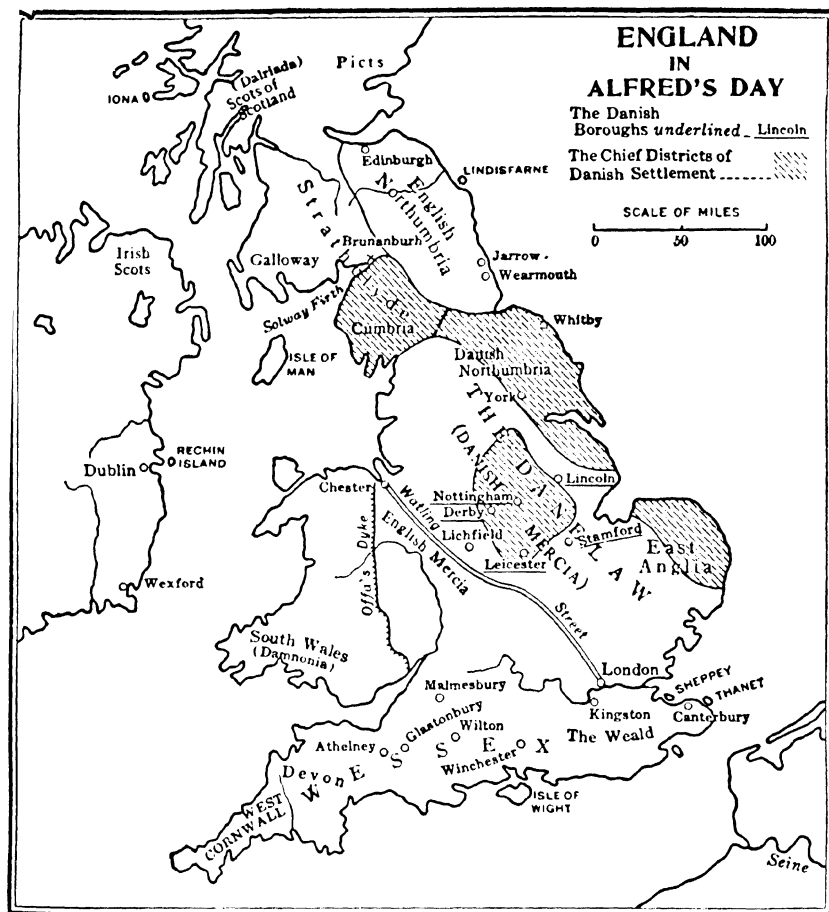 ENGLAND
IN
ALFRED'S DAY
The Danish
Boroughs underlined - Lincoln
The Chief Districts of
Danish Settlement
SCALE OF MILES
0 50 100
Picts
(Dalriada)
Scots of
Scotland
IONA
Edinburgh
LINDISFARNE
English
Northumbria
Strathclyde
Brunanburh
Galloway
Irish
Scots
Jarrow
Wearmouth
Solway Firth
Cumbria
Whitby
ISLE OF
MAN
Danish
Northumbria
York
THE DANELAW
(DANISH MERCIA)
Dublin
RECHIN
ISLAND
Chester
Lincoln
Nottingham
Derby
Watling Street
English Mercia
Lichfield
Stamford
Leicester
East
Anglia
Offa's Dyke
Wexford
South Wales
(Damnonia)
London
SHEPPEY
THANET
Malmesbury
Kingston
Canterbury
Glastonbury
Wilton
Athelney
The Weald
Winchester
WESSEX
Devon
ISLE OF
WIGHT
WEST
CORNWALL
Seine